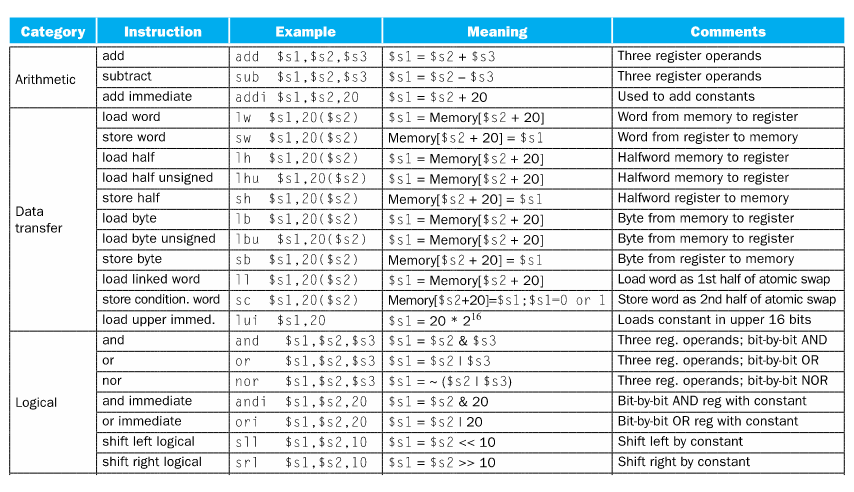 Category Instruction Example Meaning Comments
Arithmetic
add add $s1,$s2,$s3 $s1 = $s2 + $s3 Three register operands
subtract sub $s1,$s2,$s3 $s1 = $s2 – $s3 Three register operands
add immediate addi $s1,$s2,20 $s1 = $s2 + 20 Used to add constants
Data transfer
load word lw $s1,20($s2) $s1 = Memory[$s2 + 20] Word from memory to register
store word sw $s1,20($s2) Memory[$s2 + 20] = $s1 Word from register to memory
load half lh $s1,20($s2) $s1 = Memory[$s2 + 20] Halfword memory to register
load half unsigned lhu $s1,20($s2) $s1 = Memory[$s2 + 20] Halfword memory to register
store half sh $s1,20($s2) Memory[$s2 + 20] = $s1 Halfword register to memory
load byte lb $s1,20($s2) $s1 = Memory[$s2 + 20] Byte from memory to register
load byte unsigned lbu $s1,20($s2) $s1 = Memory[$s2 + 20] Byte from memory to register
store byte sb $s1,20($s2) Memory[$s2 + 20] = $s1 Byte from register to memory
load linked word ll $s1,20($s2) $s1 = Memory[$s2 + 20] Load word as 1st half of atomic swap
store condition. word sc $s1,20($s2) Memory[$s2+20]=$s1;$s1=0 or 1 Store word as 2nd half of atomic swap
load upper immed. lui $s1,20 $s1 = 20 * 2¹⁶ Loads constant in upper 16 bits
Logical
and and $s1,$s2,$s3 $s1 = $s2 & $s3 Three reg. operands; bit-by-bit AND
or or $s1,$s2,$s3 $s1 = $s2 | $s3 Three reg. operands; bit-by-bit OR
nor nor $s1,$s2,$s3 $s1 = ~ ($s2 | $s3) Three reg. operands; bit-by-bit NOR
and immediate andi $s1,$s2,20 $s1 = $s2 & 20 Bit-by-bit AND reg with constant
or immediate ori $s1,$s2,20 $s1 = $s2 | 20 Bit-by-bit OR reg with constant
shift left logical sll $s1,$s2,10 $s1 = $s2 << 10 Shift left by constant
shift right logical srl $s1,$s2,10 $s1 = $s2 >> 10 Shift right by constant